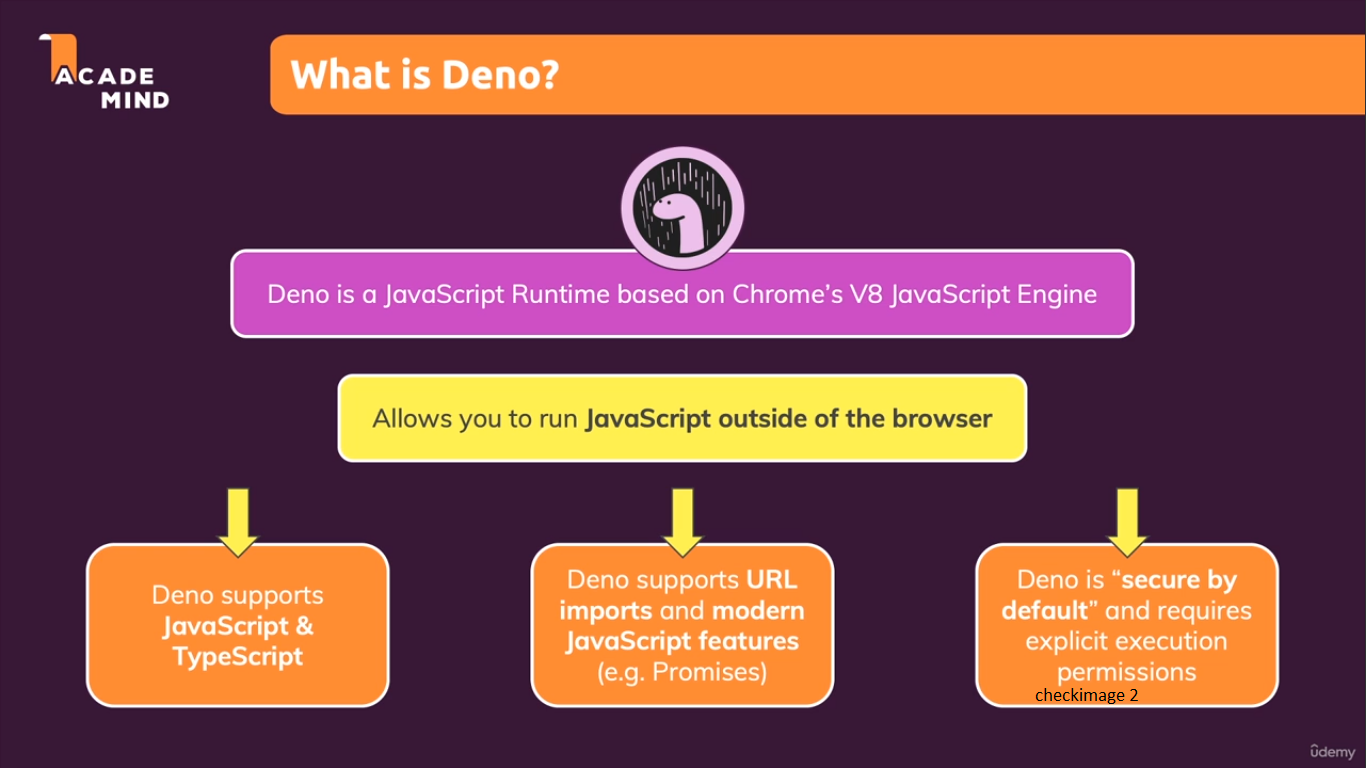 ACADE
MIND
What is Deno?
Deno is a JavaScript Runtime based on Chrome’s V8 JavaScript Engine
Allows you to run JavaScript outside of the browser
Deno supports
JavaScript &
TypeScript
Deno supports URL
imports and modern
JavaScript features
(e.g. Promises)
Deno is “secure by
default” and requires
explicit execution
permissions
checkimage 2
ûdemy